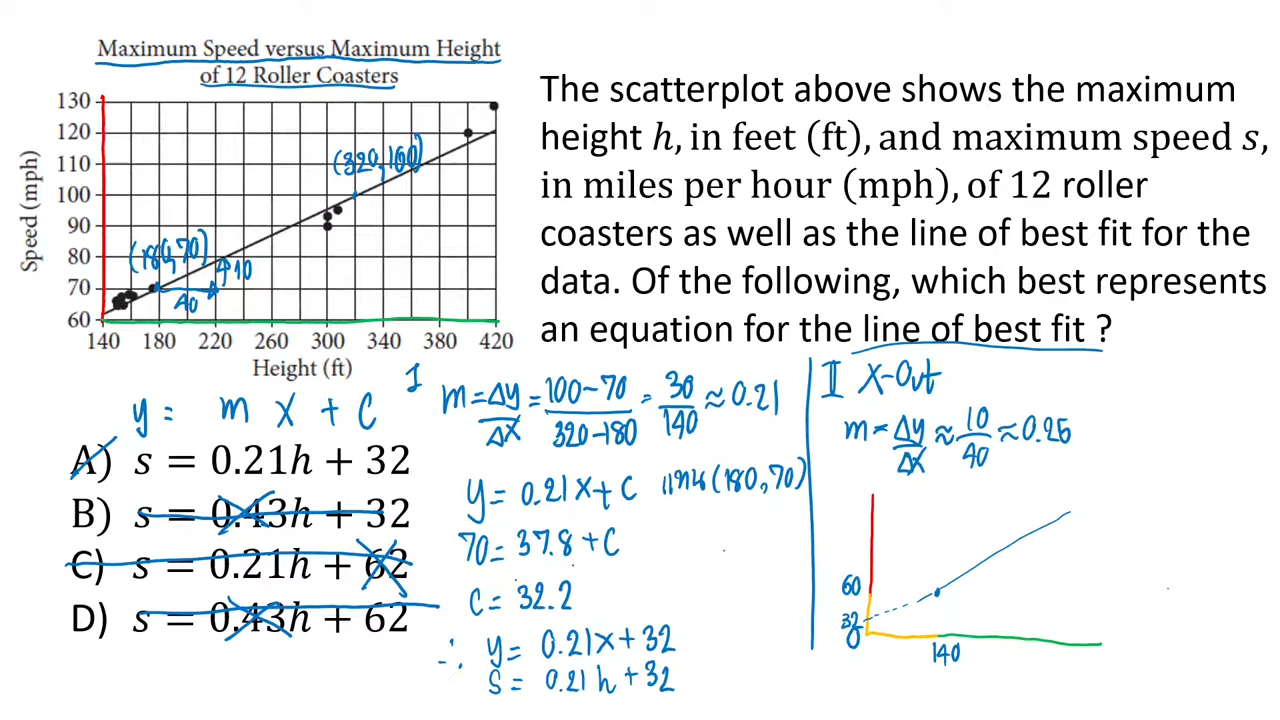 Maximum Speed versus Maximum Height
of 12 Roller Coasters
130
120
110
100
90
80
70
60
Speed (mph)
140 180 220 260 300 340 380 420
Height (ft)
(320,100)
(180,70)
10
40
The scatterplot above shows the maximum
height h, in feet (ft), and maximum speed s,
in miles per hour (mph), of 12 roller
coasters as well as the line of best fit for the
data. Of the following, which best represents
an equation for the line of best fit ?
y = m x + c
A) s = 0.21h + 32
B) s = 0.43h + 32
C) s = 0.21h + 62
D) s = 0.43h + 62
I
m = Δy/Δx = 100-70/320-180 = 30/140 ≈ 0.21
y = 0.21x + c แทน (180,70)
70 = 37.8 + c
c = 32.2
∴ y = 0.21x + 32
s = 0.21h + 32
II X-Out
m = Δy/Δx ≈ 10/40 ≈ 0.25
60
32
0
140